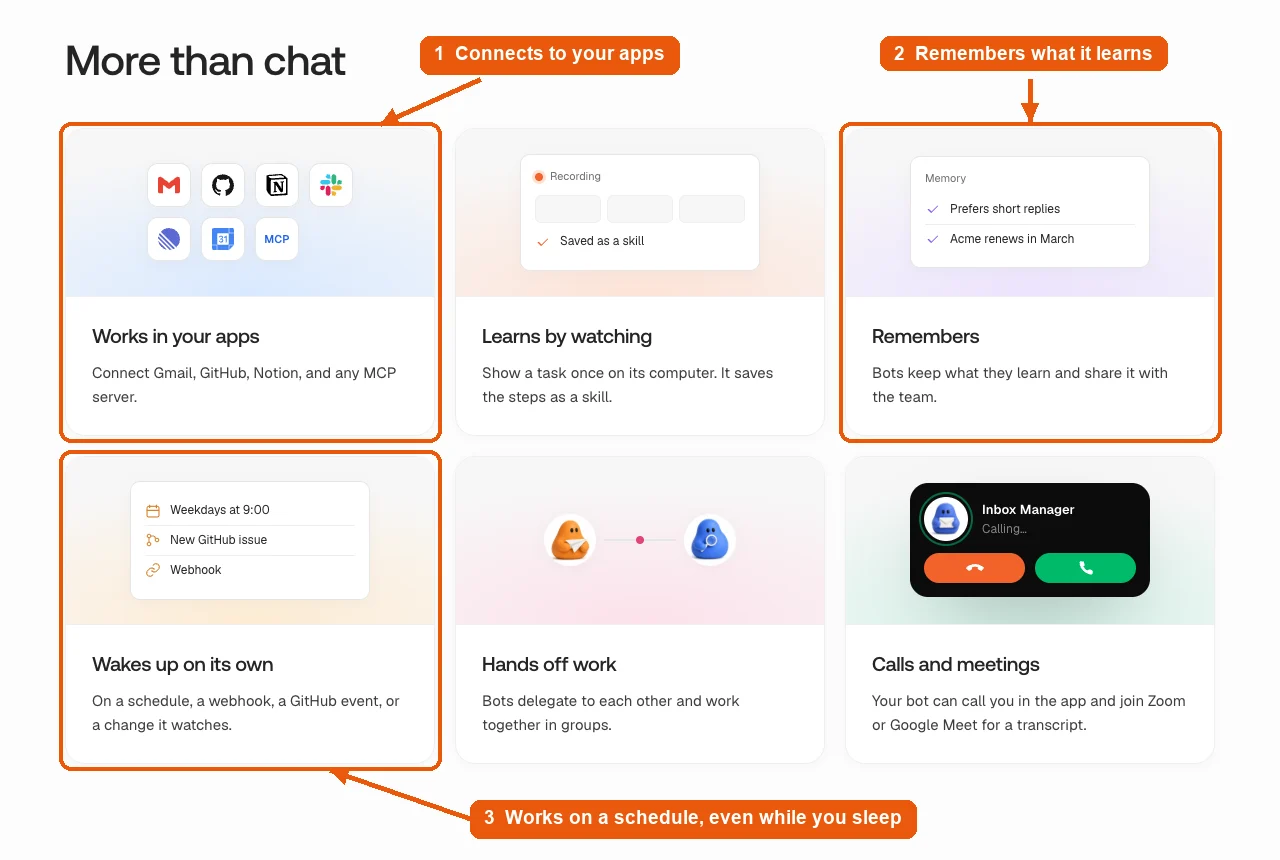 More than chat
1 Connects to your apps
2 Remembers what it learns
31
MCP
Works in your apps
Connect Gmail, GitHub, Notion, and any MCP
server.
Recording
Saved as a skill
Learns by watching
Show a task once on its computer. It saves
the steps as a skill.
Memory
Prefers short replies
Acme renews in March
Remembers
Bots keep what they learn and share it with
the team.
Weekdays at 9:00
New GitHub issue
Webhook
Wakes up on its own
On a schedule, a webhook, a GitHub event, or
a change it watches.
Hands off work
Bots delegate to each other and work
together in groups.
Inbox Manager
Calling...
Calls and meetings
Your bot can call you in the app and join Zoom
or Google Meet for a transcript.
3 Works on a schedule, even while you sleep